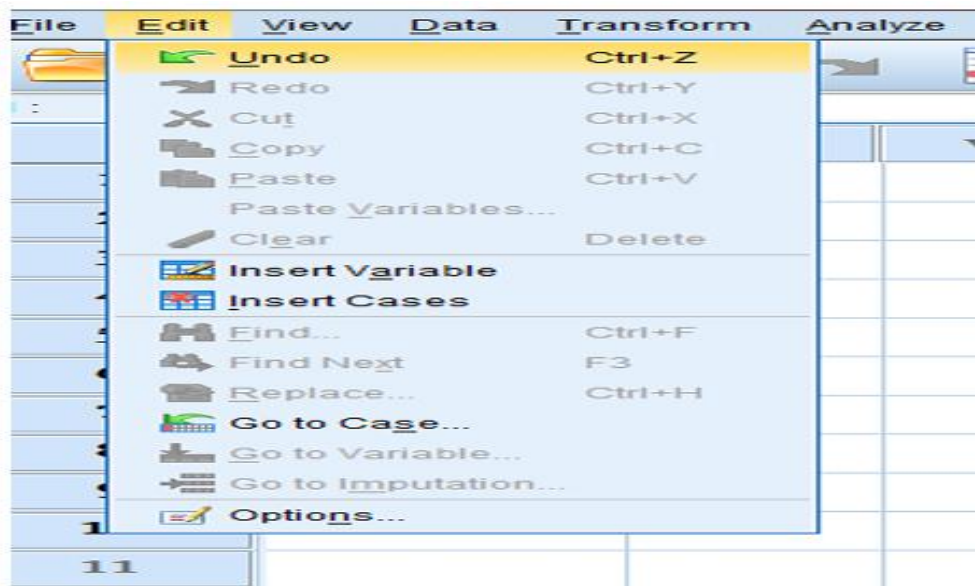 File Edit View Data Transform Analyze
Undo Ctrl+Z
Redo Ctrl+Y
:
Cut Ctrl+X
Copy Ctrl+C
Paste Ctrl+V
Paste Variables...
Clear Delete
Insert Variable
Insert Cases
Find... Ctrl+F
Find Next F3
Replace... Ctrl+H
Go to Case...
Go to Variable...
Go to Imputation...
Options...
11